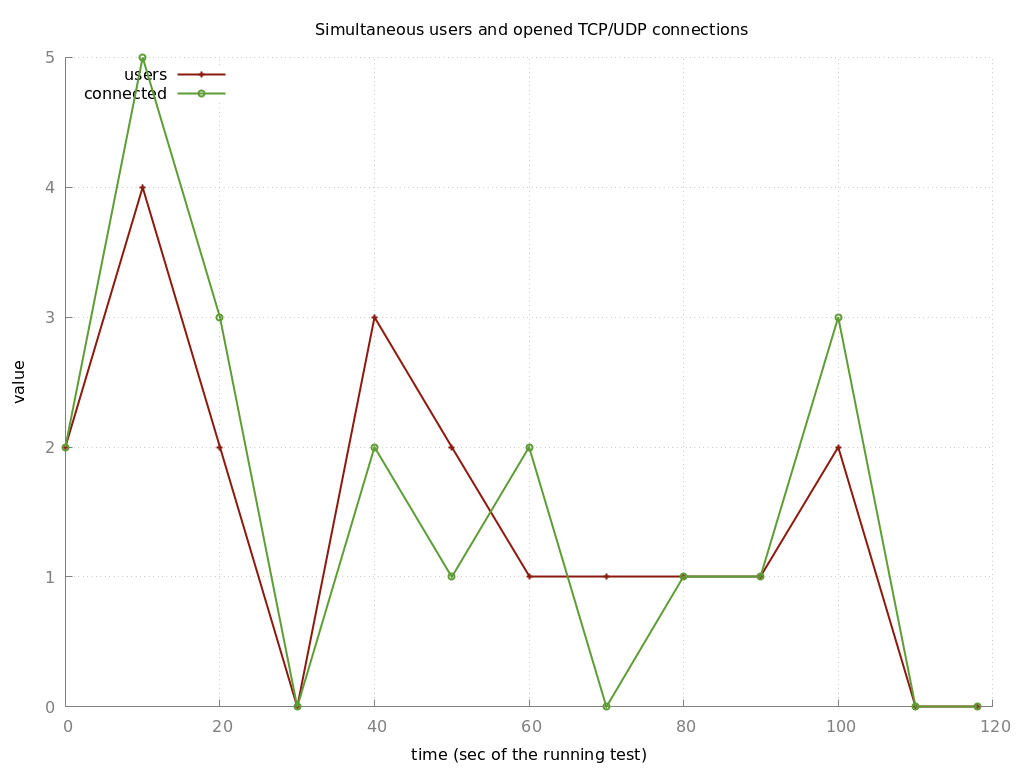 Simultaneous users and opened TCP/UDP connections
5
users
connected
4
3
value
2
1
0
0 20 40 60 80 100 120
time (sec of the running test)